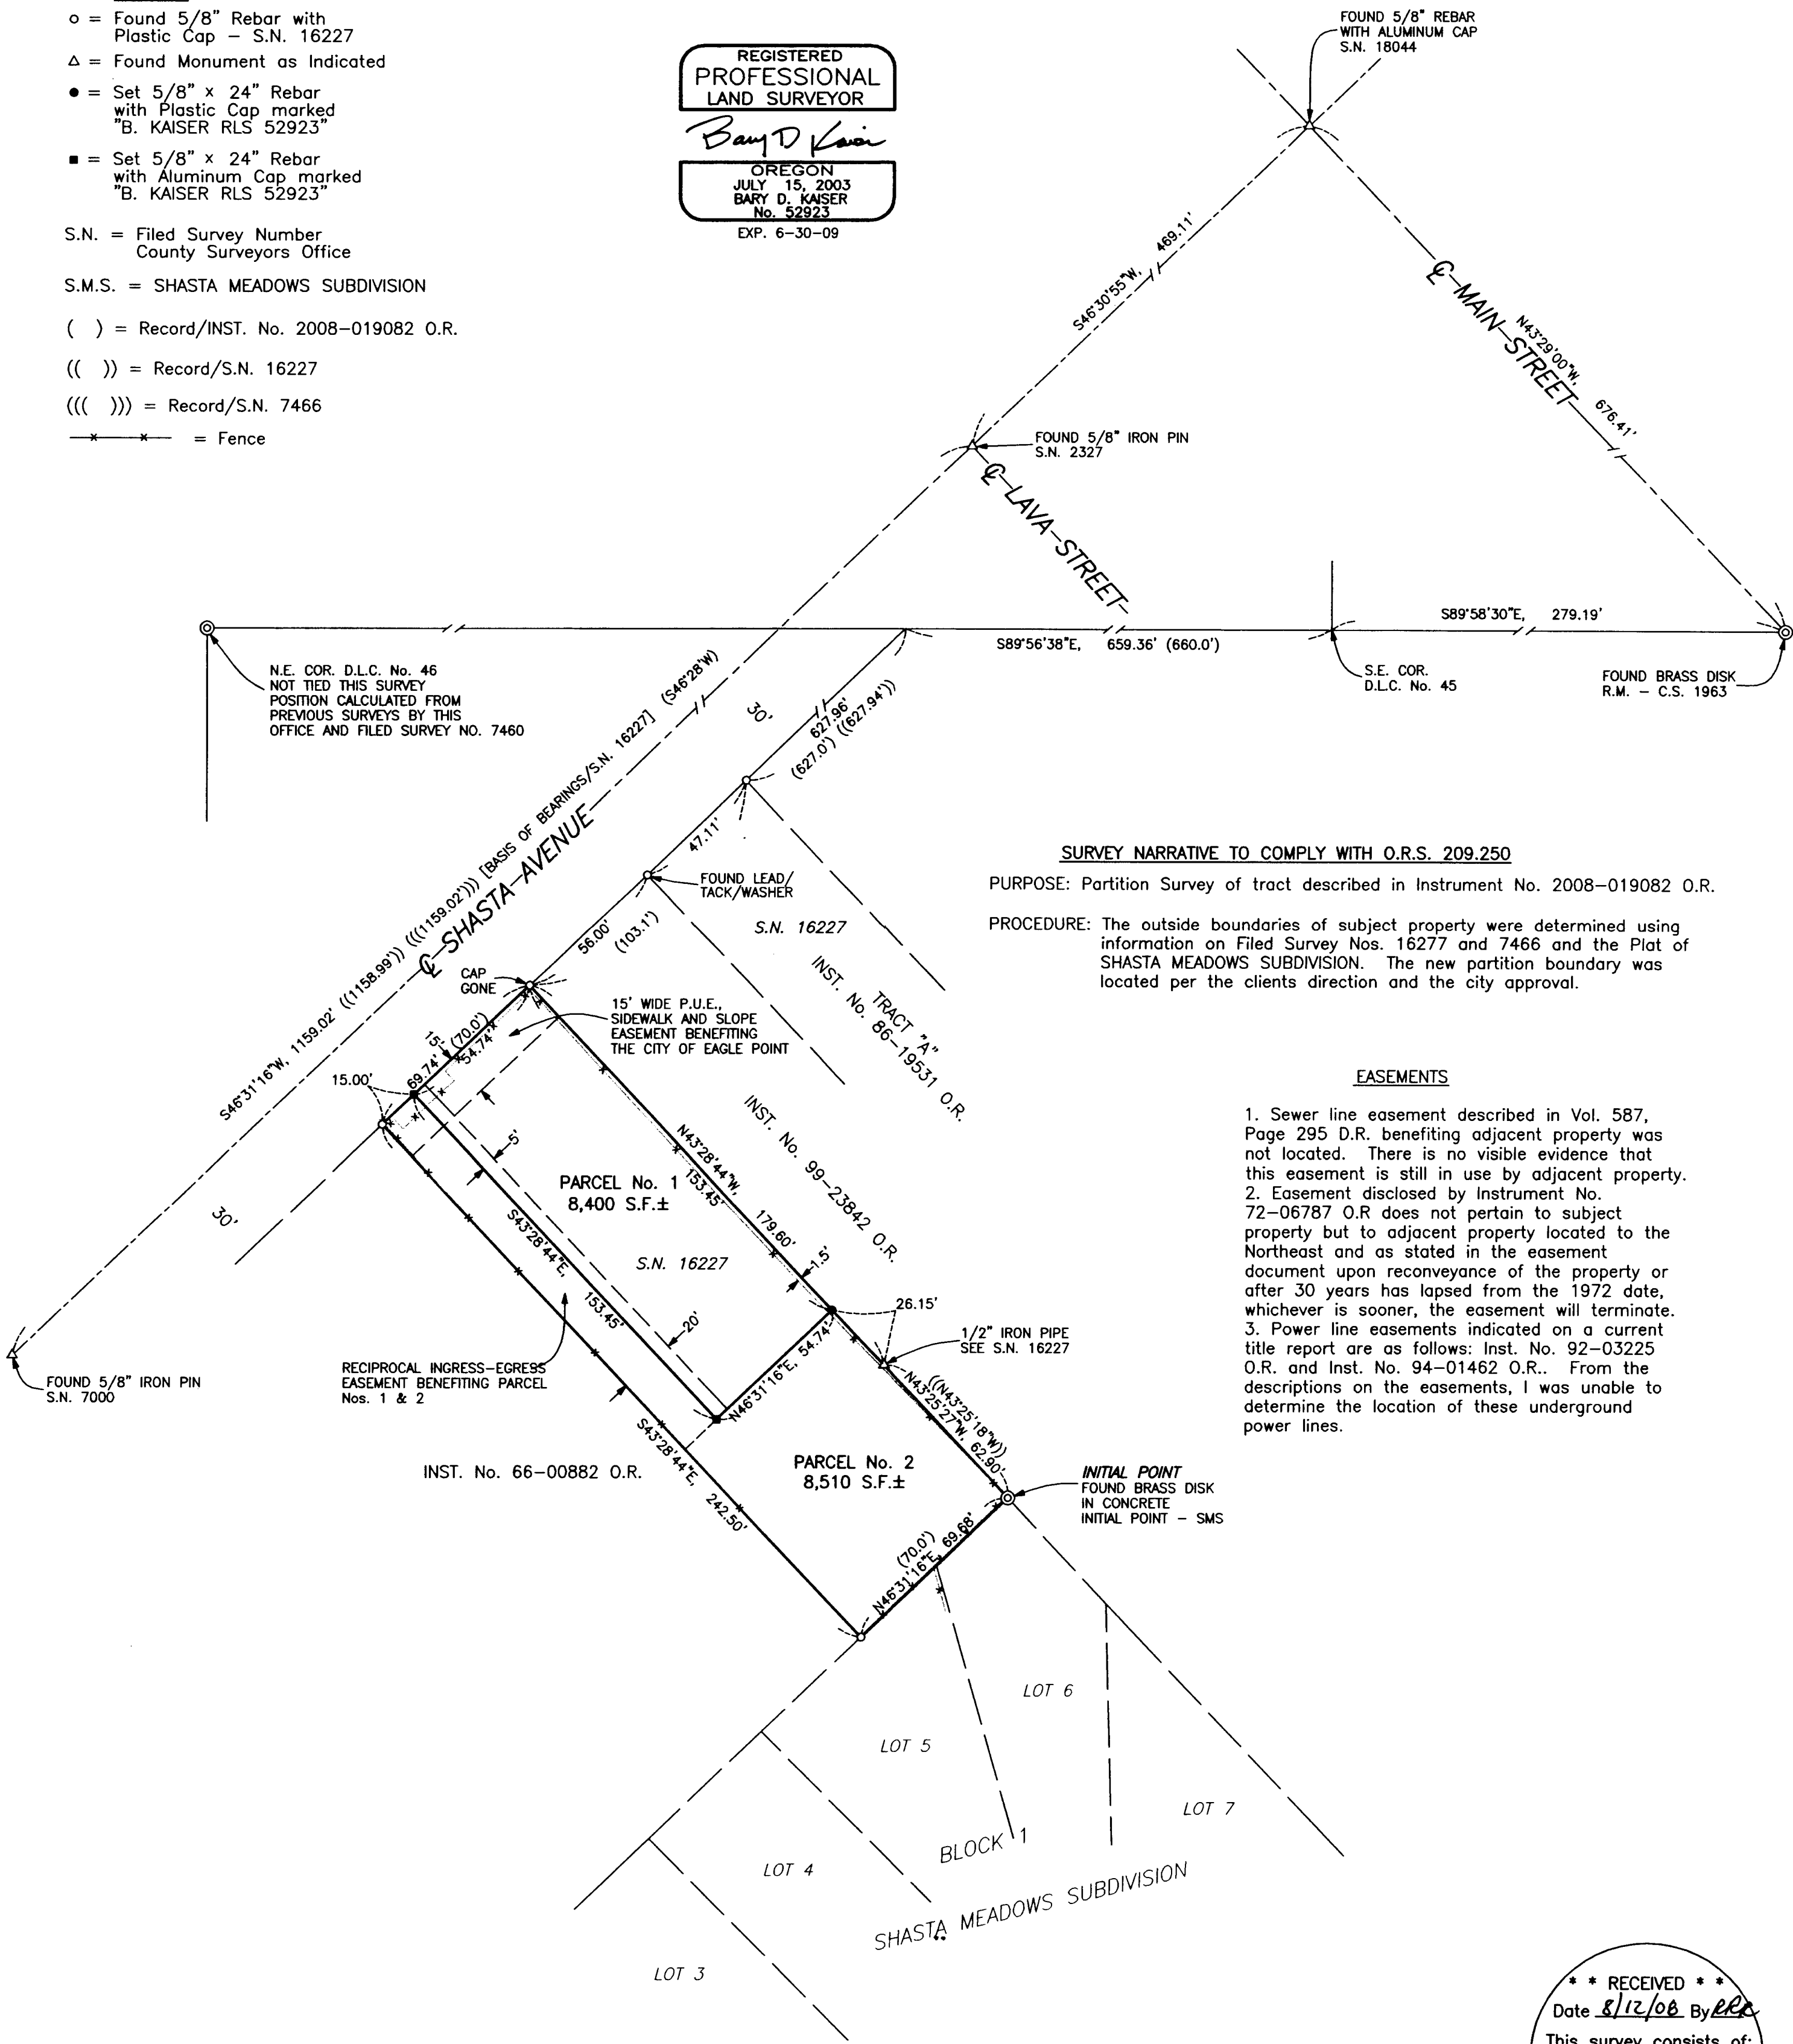 o = Found 5/8" Rebar with
Plastic Cap – S.N. 16227
△ = Found Monument as Indicated
● = Set 5/8" x 24" Rebar
with Plastic Cap marked
"B. KAISER RLS 52923"
■ = Set 5/8" x 24" Rebar
with Aluminum Cap marked
"B. KAISER RLS 52923"
S.N. = Filed Survey Number
County Surveyors Office
S.M.S. = SHASTA MEADOWS SUBDIVISION
( ) = Record/INST. No. 2008–019082 O.R.
(( )) = Record/S.N. 16227
((( ))) = Record/S.N. 7466
= Fence
REGISTERED
PROFESSIONAL
LAND SURVEYOR
Bary D Kaiser
OREGON
JULY 15, 2003
BARY D. KAISER
No. 52923
EXP. 6–30–09
FOUND 5/8" REBAR
WITH ALUMINUM CAP
S.N. 18044
S46°30'55"W, 469.11'
℄ MAIN STREET
N43°29'00"W, 676.41'
FOUND 5/8" IRON PIN
S.N. 2327
℄ LAVA STREET
S89°58'30"E, 279.19'
S89°56'38"E, 659.36' (660.0')
N.E. COR. D.L.C. No. 46
NOT TIED THIS SURVEY
POSITION CALCULATED FROM
PREVIOUS SURVEYS BY THIS
OFFICE AND FILED SURVEY NO. 7460
S.E. COR.
D.L.C. No. 45
FOUND BRASS DISK
R.M. – C.S. 1963
S46°31'16"W, 1159.02' ((1158.99')) (((1159.02'))) [BASIS OF BEARINGS/S.N. 16227] (S46°28'W)
℄ SHASTA AVENUE
30'
627.96'
(627.0') ((627.94'))
47.11'
FOUND LEAD/
TACK/WASHER
56.00'
(103.1')
S.N. 16227
TRACT "A"
INST. No. 86–19531 O.R.
CAP
GONE
15' WIDE P.U.E.,
SIDEWALK AND SLOPE
EASEMENT BENEFITING
THE CITY OF EAGLE POINT
15'
69.74' (70.0')
54.74'
15.00'
30'
5'
PARCEL No. 1
8,400 S.F.±
N43°28'44"W,
153.45'
179.60'
INST. No. 99–23842 O.R.
S43°28'44"E,
153.45'
S.N. 16227
1.5'
20'
26.15'
1/2" IRON PIPE
SEE S.N. 16227
N46°31'16"E, 54.74'
RECIPROCAL INGRESS–EGRESS
EASEMENT BENEFITING PARCEL
Nos. 1 & 2
FOUND 5/8" IRON PIN
S.N. 7000
((N43°25'18"W))
N43°25'27"W, 62.90'
S43°28'44"E,
242.50'
INST. No. 66–00882 O.R.
PARCEL No. 2
8,510 S.F.±
INITIAL POINT
FOUND BRASS DISK
IN CONCRETE
INITIAL POINT – SMS
(70.0')
N46°31'16"E, 69.68'
LOT 6
LOT 5
LOT 7
BLOCK 1
LOT 4
SHASTA MEADOWS SUBDIVISION
LOT 3
SURVEY NARRATIVE TO COMPLY WITH O.R.S. 209.250
PURPOSE: Partition Survey of tract described in Instrument No. 2008–019082 O.R.
PROCEDURE: The outside boundaries of subject property were determined using
information on Filed Survey Nos. 16277 and 7466 and the Plat of
SHASTA MEADOWS SUBDIVISION. The new partition boundary was
located per the clients direction and the city approval.
EASEMENTS
1. Sewer line easement described in Vol. 587,
Page 295 D.R. benefiting adjacent property was
not located. There is no visible evidence that
this easement is still in use by adjacent property.
2. Easement disclosed by Instrument No.
72–06787 O.R does not pertain to subject
property but to adjacent property located to the
Northeast and as stated in the easement
document upon reconveyance of the property or
after 30 years has lapsed from the 1972 date,
whichever is sooner, the easement will terminate.
3. Power line easements indicated on a current
title report are as follows: Inst. No. 92–03225
O.R. and Inst. No. 94–01462 O.R.. From the
descriptions on the easements, I was unable to
determine the location of these underground
power lines.
* * RECEIVED * *
Date 8/12/08 By
This survey consists of: